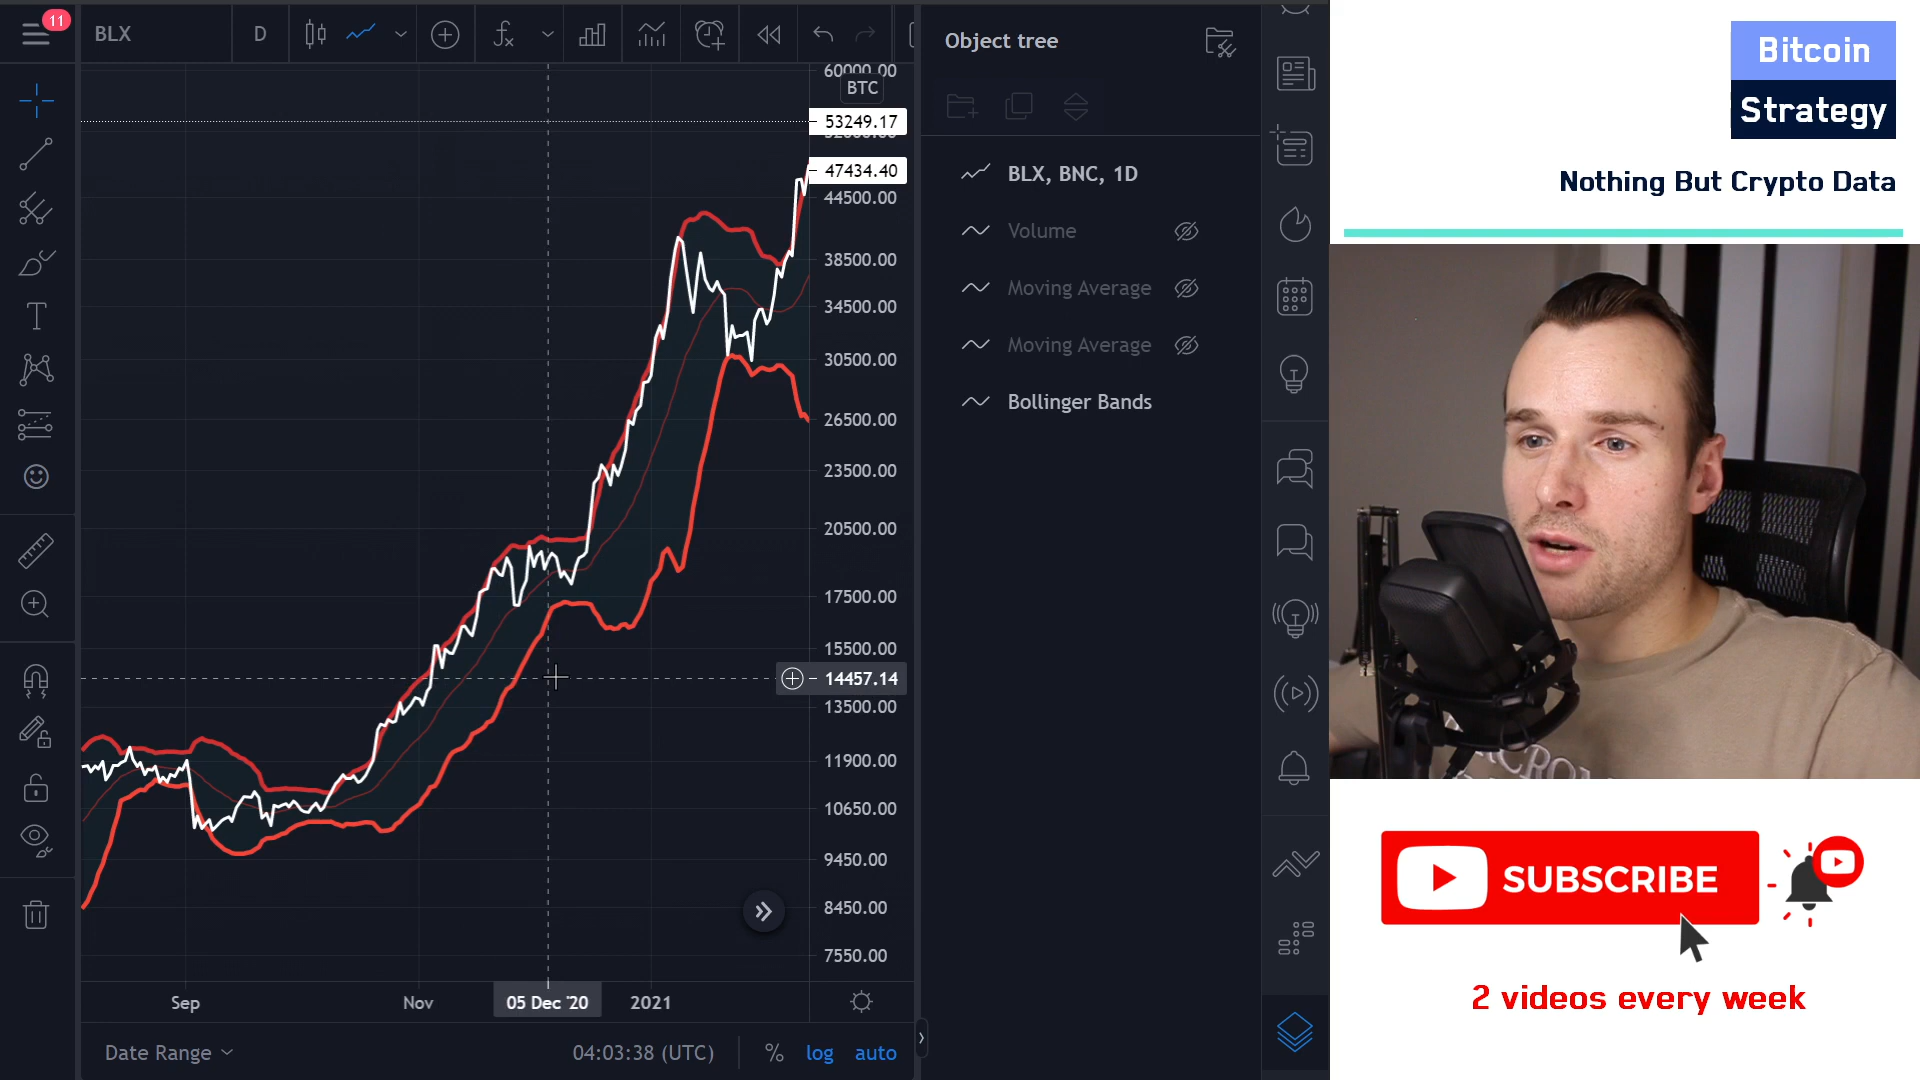 11
BLX
D
60000.00
BTC
53249.17
47434.40
44500.00
38500.00
34500.00
30500.00
26500.00
23500.00
20500.00
17500.00
15500.00
14457.14
13500.00
11900.00
10650.00
9450.00
8450.00
7550.00
Sep
Nov
05 Dec '20
2021
Date Range
04:03:38 (UTC)
%
log
auto
Object tree
BLX, BNC, 1D
Volume
Moving Average
Moving Average
Bollinger Bands
Bitcoin
Strategy
Nothing But Crypto Data
SUBSCRIBE
2 videos every week